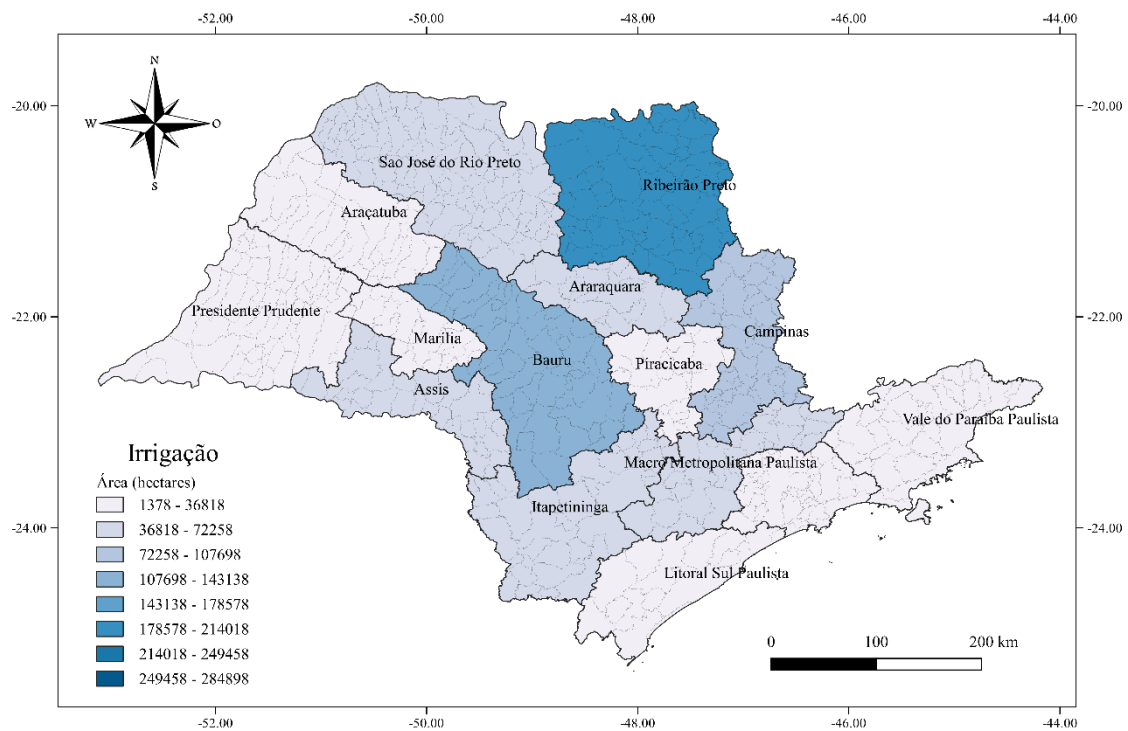 -52.00 -50.00 -48.00 -46.00 -44.00
N
W O
S
-20.00 -20.00
Sao José do Rio Preto
Ribeirão Preto
Araçatuba
Araraquara
Presidente Prudente
-22.00 -22.00
Marilia
Campinas
Bauru
Piracicaba
Assis
Vale do Paraíba Paulista
Macro Metropolitana Paulista
Itapetininga
-24.00 -24.00
Litoral Sul Paulista
Irrigação
Área (hectares)
1378 - 36818
36818 - 72258
72258 - 107698
107698 - 143138
143138 - 178578
178578 - 214018
214018 - 249458
249458 - 284898
0 100 200 km
-52.00 -50.00 -48.00 -46.00 -44.00